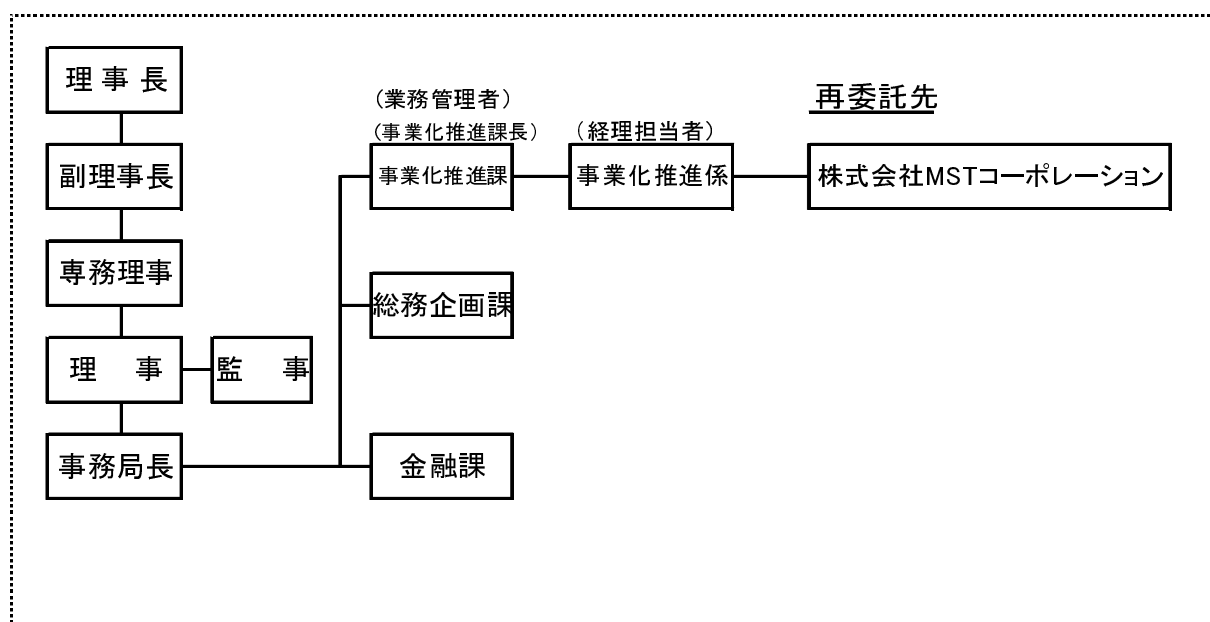 理事長
副理事長
専務理事
理　事
監　事
事務局長
（業務管理者）
（事業化推進課長）
事業化推進課
（経理担当者）
事業化推進係
再委託先
株式会社MSTコーポレーション
総務企画課
金融課